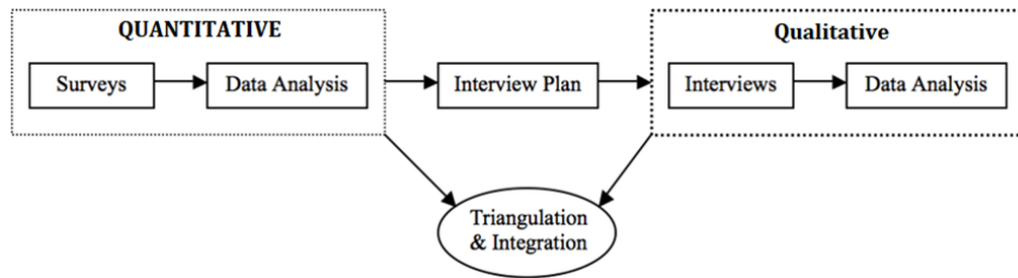 QUANTITATIVE
Surveys
Data Analysis
Interview Plan
Qualitative
Interviews
Data Analysis
Triangulation
& Integration